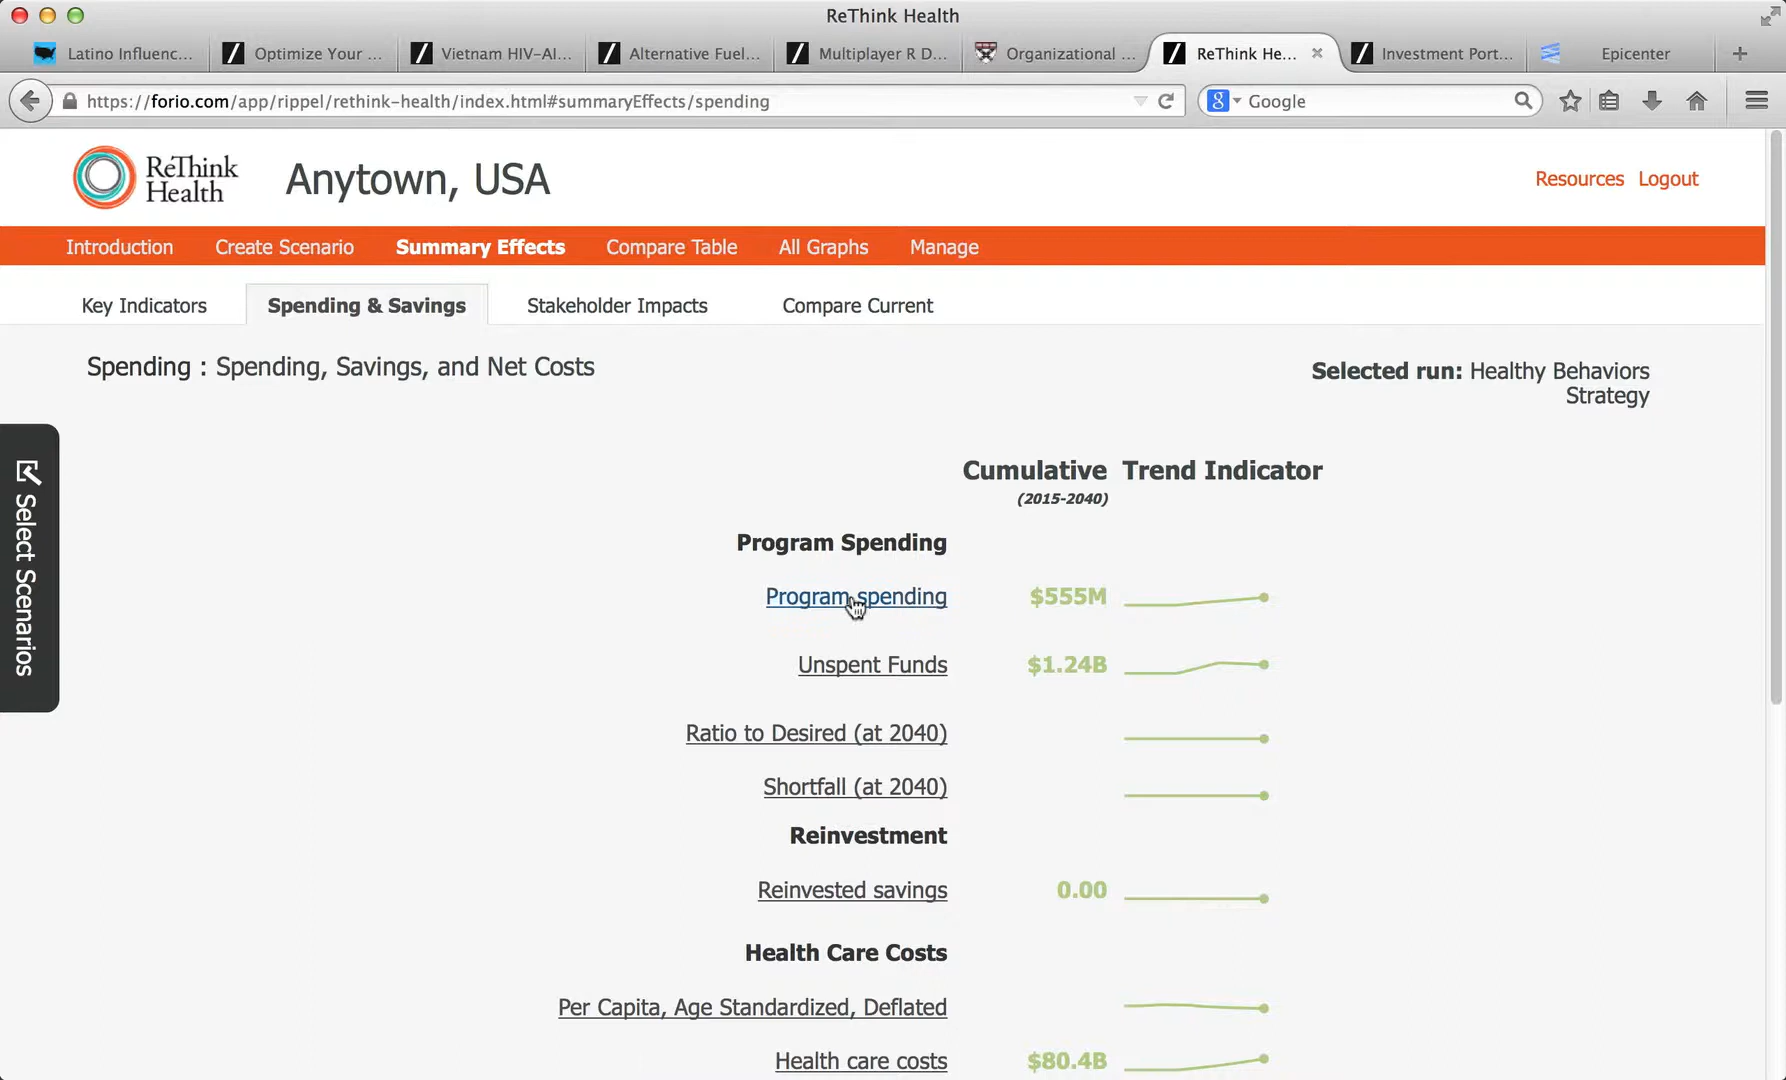 ReThink Health
Latino Influenc...
Optimize Your ...
Vietnam HIV-AI...
Alternative Fuel...
Multiplayer R D...
Organizational ...
ReThink He...
Investment Port...
Epicenter
https://forio.com/app/rippel/rethink-health/index.html#summaryEffects/spending
Google
ReThink
Health
Anytown, USA
Resources Logout
Introduction Create Scenario Summary Effects Compare Table All Graphs Manage
Key Indicators Spending & Savings Stakeholder Impacts Compare Current
Spending : Spending, Savings, and Net Costs
Selected run: Healthy Behaviors
Strategy
Select Scenarios
Cumulative Trend Indicator
(2015-2040)
Program Spending
Program spending $555M
Unspent Funds $1.24B
Ratio to Desired (at 2040)
Shortfall (at 2040)
Reinvestment
Reinvested savings 0.00
Health Care Costs
Per Capita, Age Standardized, Deflated
Health care costs $80.4B